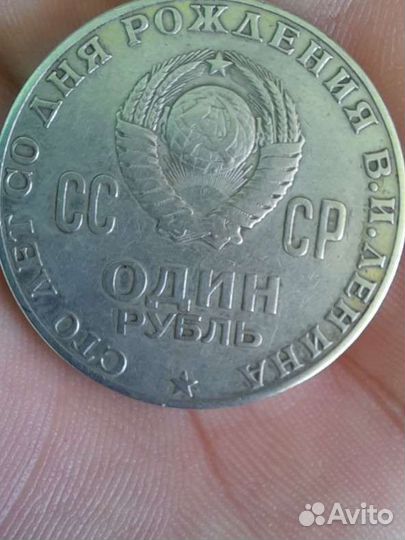 СТО ЛЕТ СО ДНЯ РОЖДЕНИЯ В.И.ЛЕНИНА
СС СР
ОДИН
РУБЛЬ
Avito